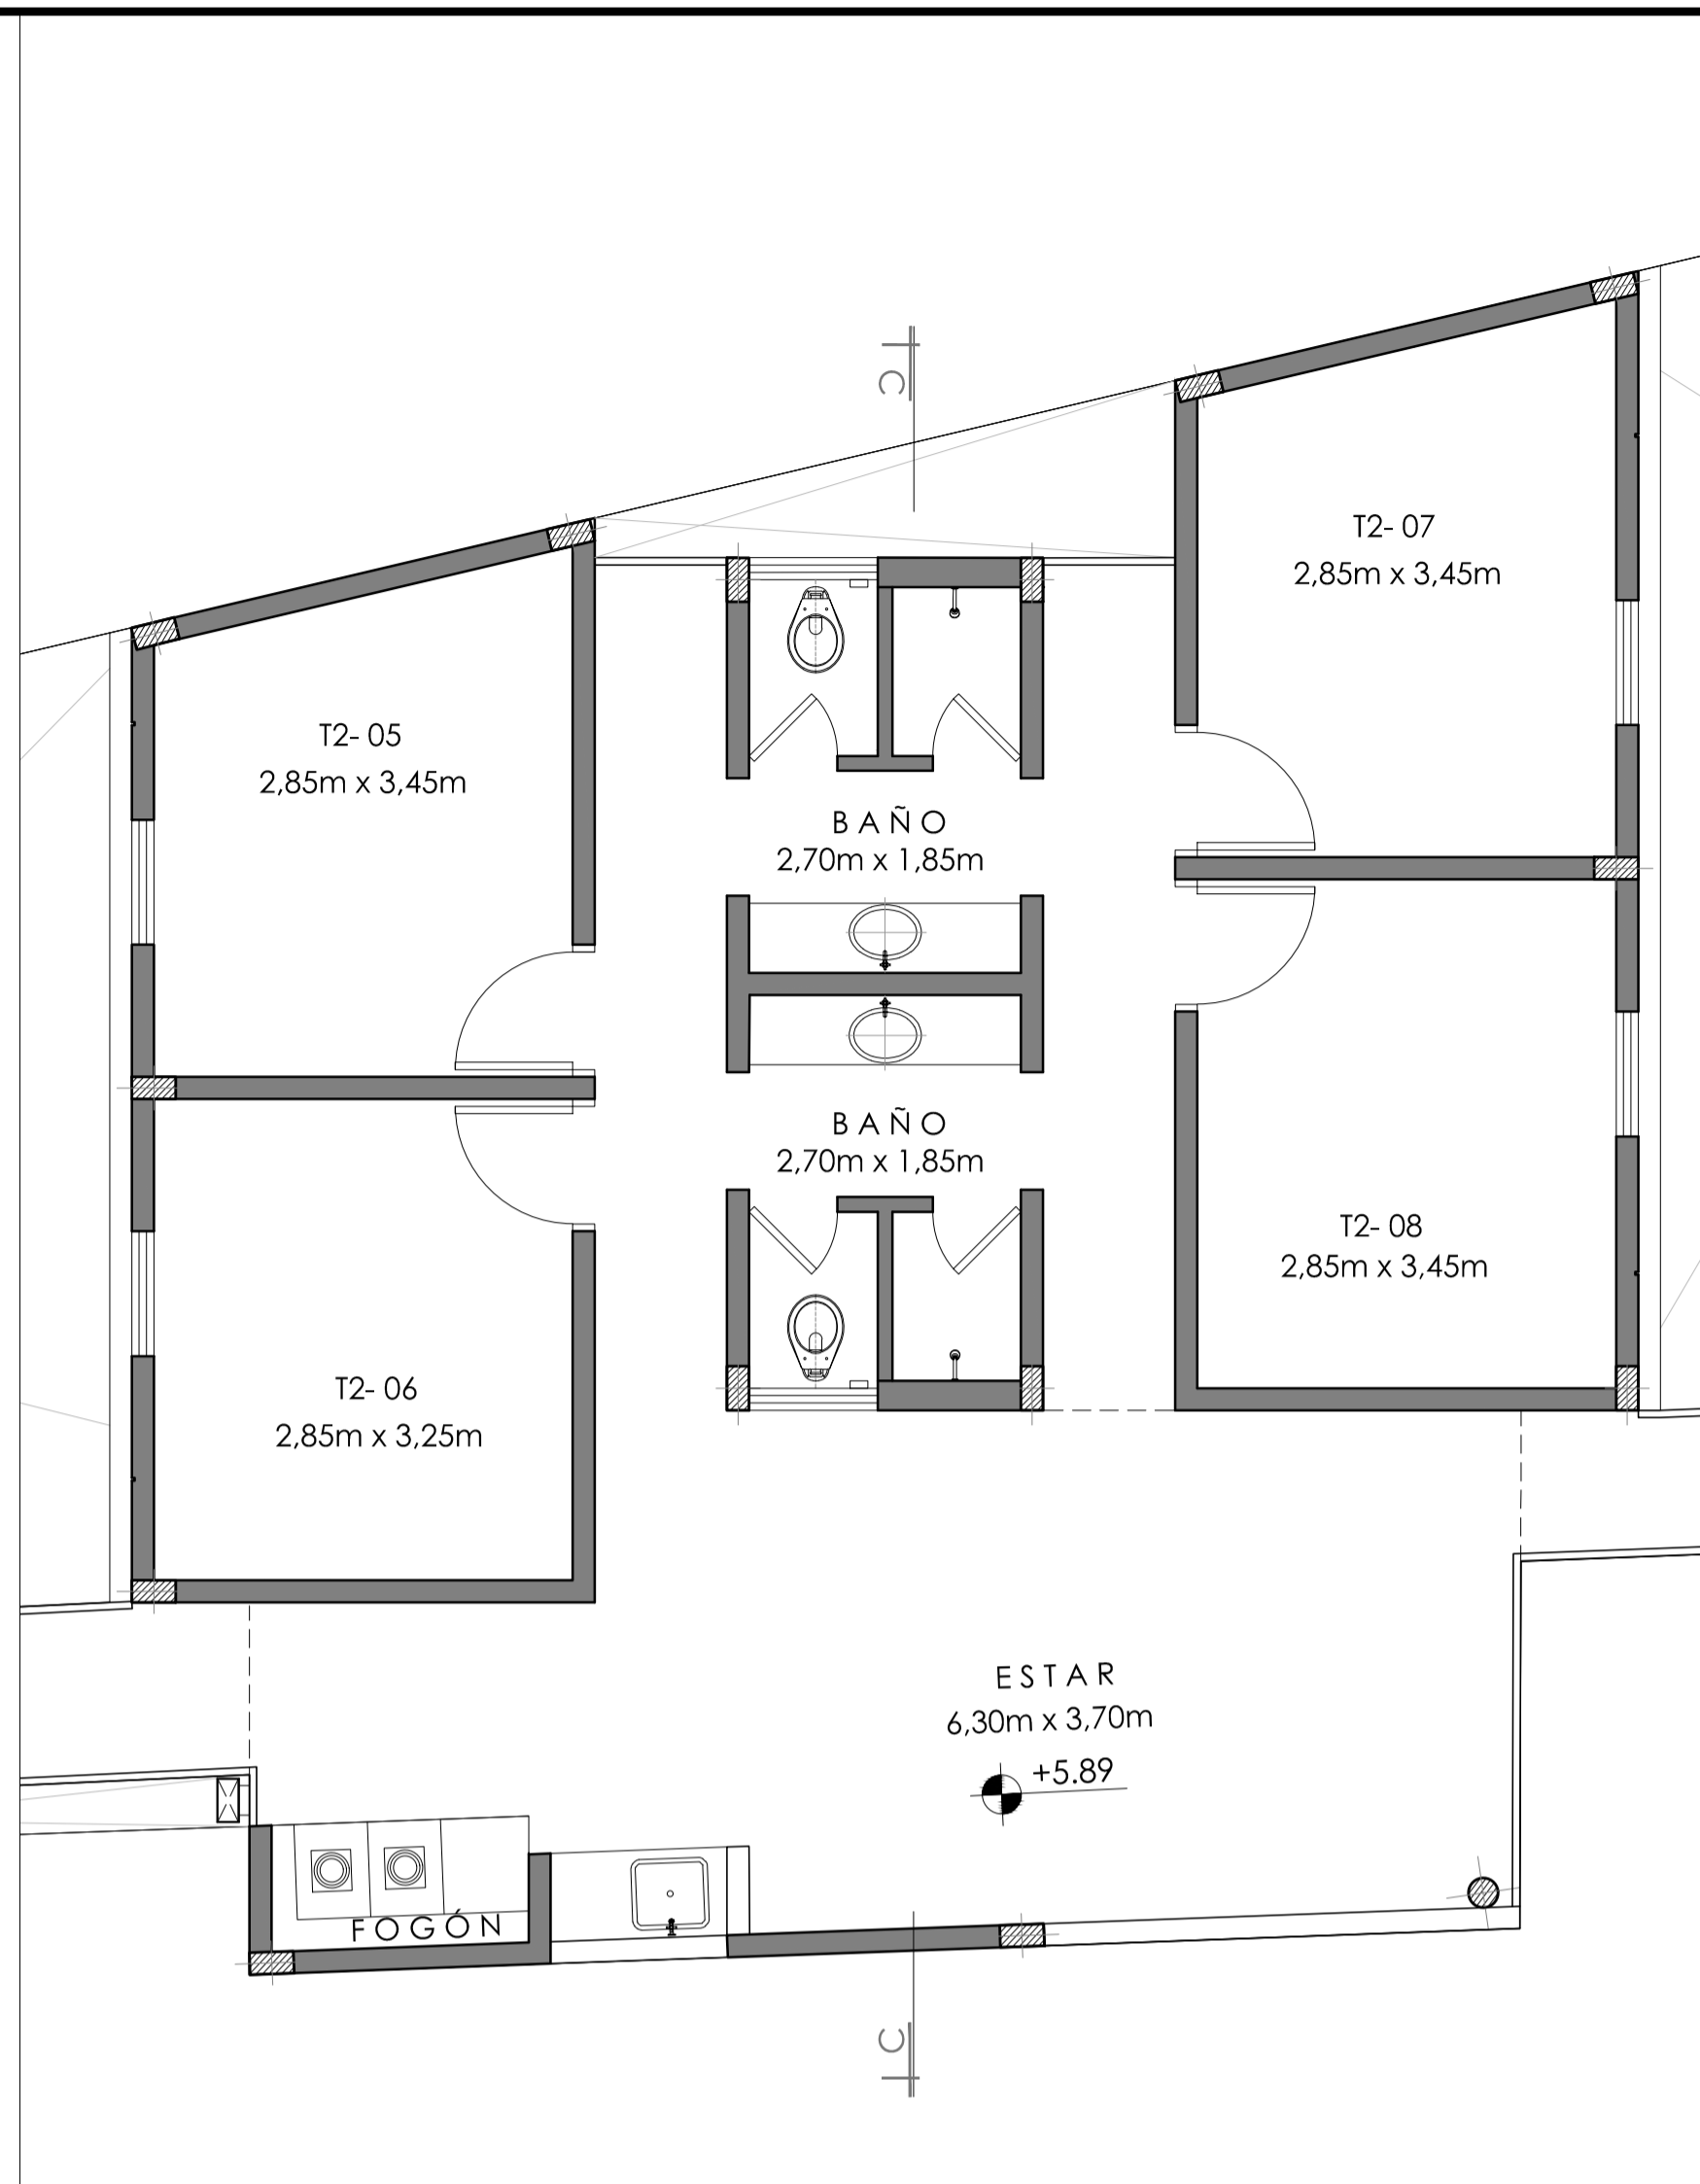 C
T2- 07
2,85m x 3,45m
T2- 05
2,85m x 3,45m
BAÑO
2,70m x 1,85m
BAÑO
2,70m x 1,85m
T2- 08
2,85m x 3,45m
T2- 06
2,85m x 3,25m
ESTAR
6,30m x 3,70m
+5.89
FOGÓN
C